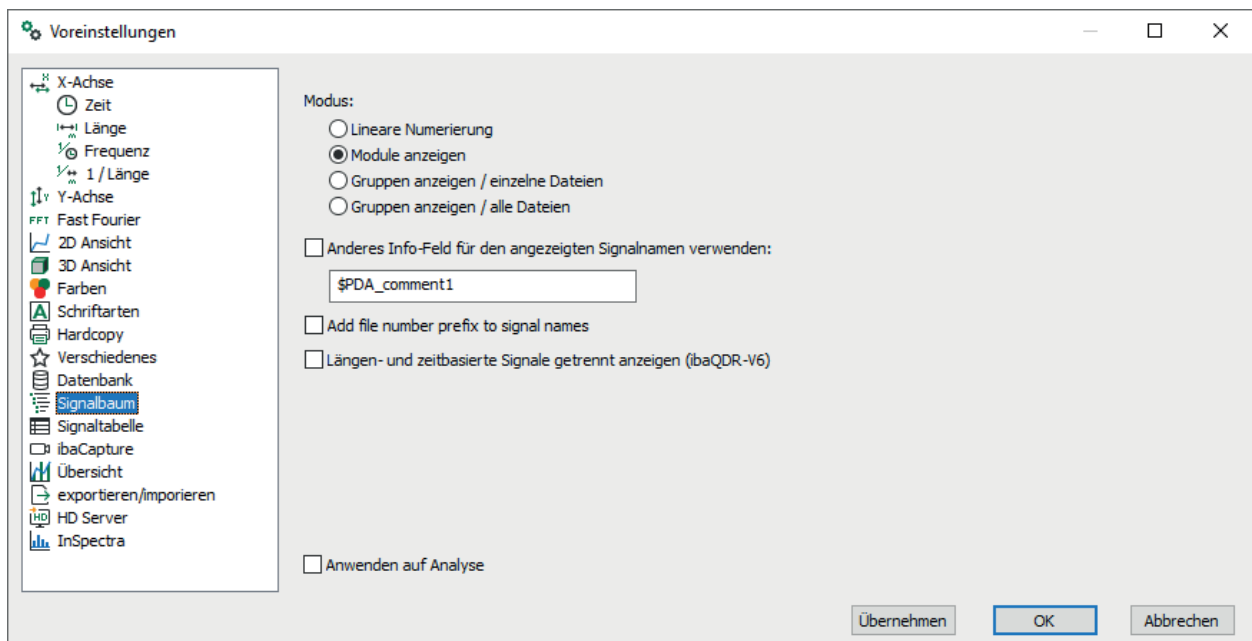 Voreinstellungen
X-Achse
Zeit
Länge
Frequenz
1 / Länge
Y-Achse
FFT Fast Fourier
2D Ansicht
3D Ansicht
Farben
A Schriftarten
Hardcopy
Verschiedenes
Datenbank
Signalbaum
Signaltabelle
ibaCapture
Übersicht
exportieren/imporieren
HD HD Server
InSpectra
Modus:
Lineare Numerierung
Module anzeigen
Gruppen anzeigen / einzelne Dateien
Gruppen anzeigen / alle Dateien
Anderes Info-Feld für den angezeigten Signalnamen verwenden:
$PDA_comment1
Add file number prefix to signal names
Längen- und zeitbasierte Signale getrennt anzeigen (ibaQDR-V6)
Anwenden auf Analyse
Übernehmen
OK
Abbrechen